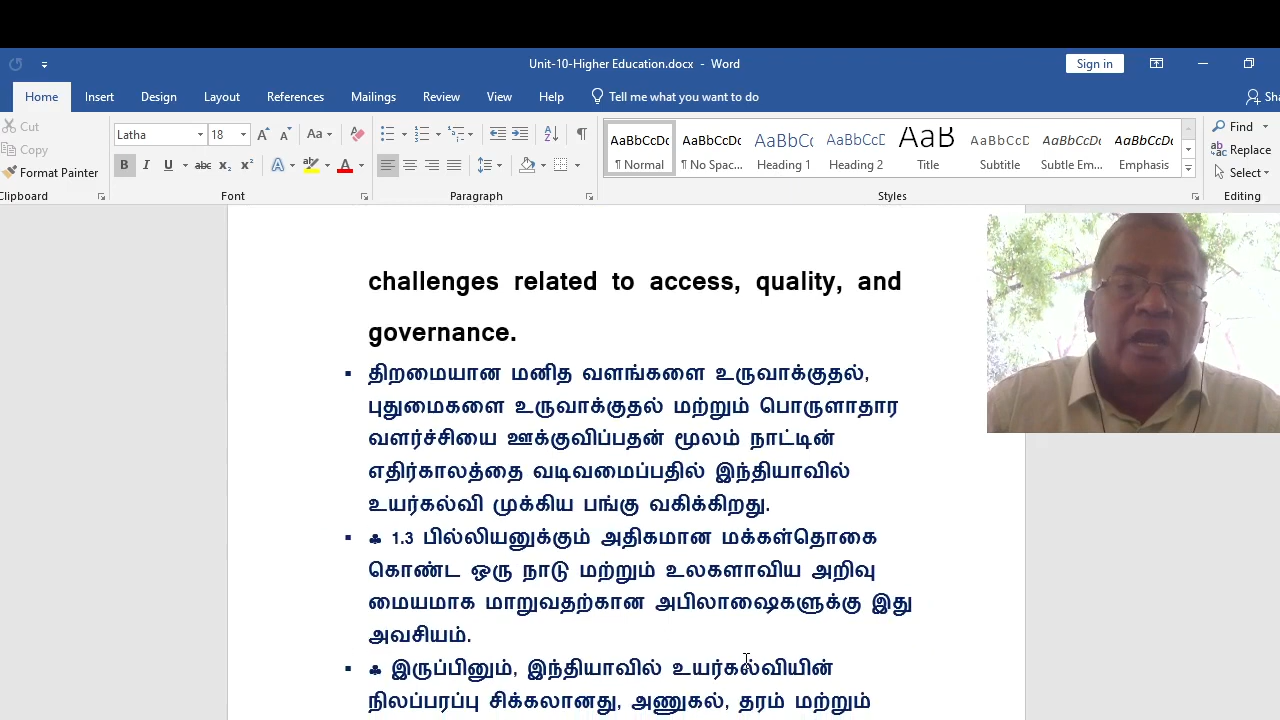 Unit-10-Higher Education.docx - Word
Sign in
Home Insert Design Layout References Mailings Review View Help Tell me what you want to do
Cut
Copy
Format Painter
Clipboard
Latha 18
Font
Paragraph
AaBbCcDc AaBbCcDc AaBbC AaBbCcD AaB AaBbCcD AaBbCcDc AaBbCcDc
¶ Normal ¶ No Spac... Heading 1 Heading 2 Title Subtitle Subtle Em... Emphasis
Styles
Find
Replace
Select
Editing
challenges related to access, quality, and
governance.
▪ திறமையான மனித வளங்களை உருவாக்குதல்,
புதுமைகளை உருவாக்குதல் மற்றும் பொருளாதார
வளர்ச்சியை ஊக்குவிப்பதன் மூலம் நாட்டின்
எதிர்காலத்தை வடிவமைப்பதில் இந்தியாவில்
உயர்கல்வி முக்கிய பங்கு வகிக்கிறது.
▪ ♣ 1.3 பில்லியனுக்கும் அதிகமான மக்கள்தொகை
கொண்ட ஒரு நாடு மற்றும் உலகளாவிய அறிவு
மையமாக மாறுவதற்கான அபிலாஷைகளுக்கு இது
அவசியம்.
▪ ♣ இருப்பினும், இந்தியாவில் உயர்கல்வியின்
நிலப்பரப்பு சிக்கலானது, அணுகல், தரம் மற்றும்